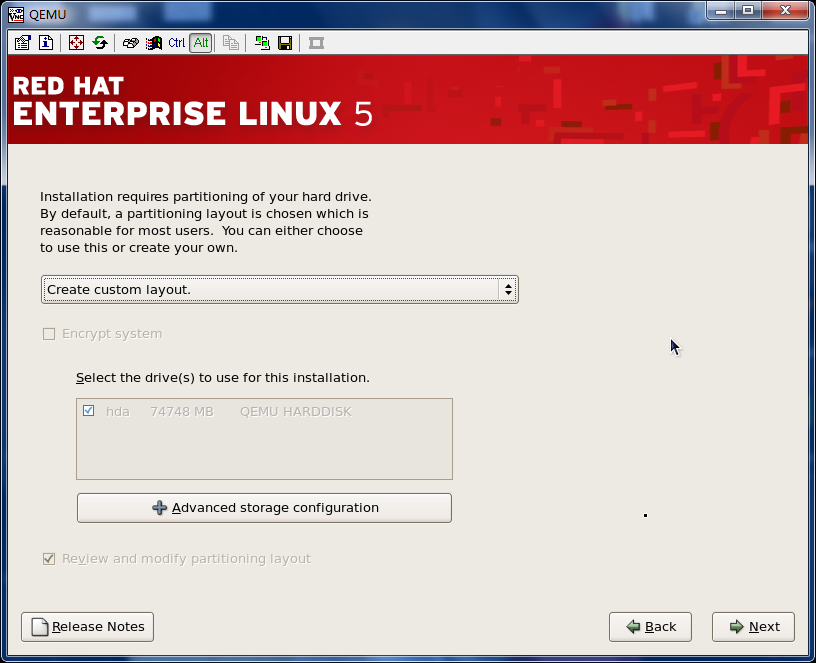 QEMU
Ctrl Alt
RED HAT
ENTERPRISE LINUX 5
Installation requires partitioning of your hard drive.
By default, a partitioning layout is chosen which is
reasonable for most users.  You can either choose
to use this or create your own.
Create custom layout.
Encrypt system
Select the drive(s) to use for this installation.
hda 74748 MB QEMU HARDDISK
Advanced storage configuration
Review and modify partitioning layout
Release Notes
Back
Next